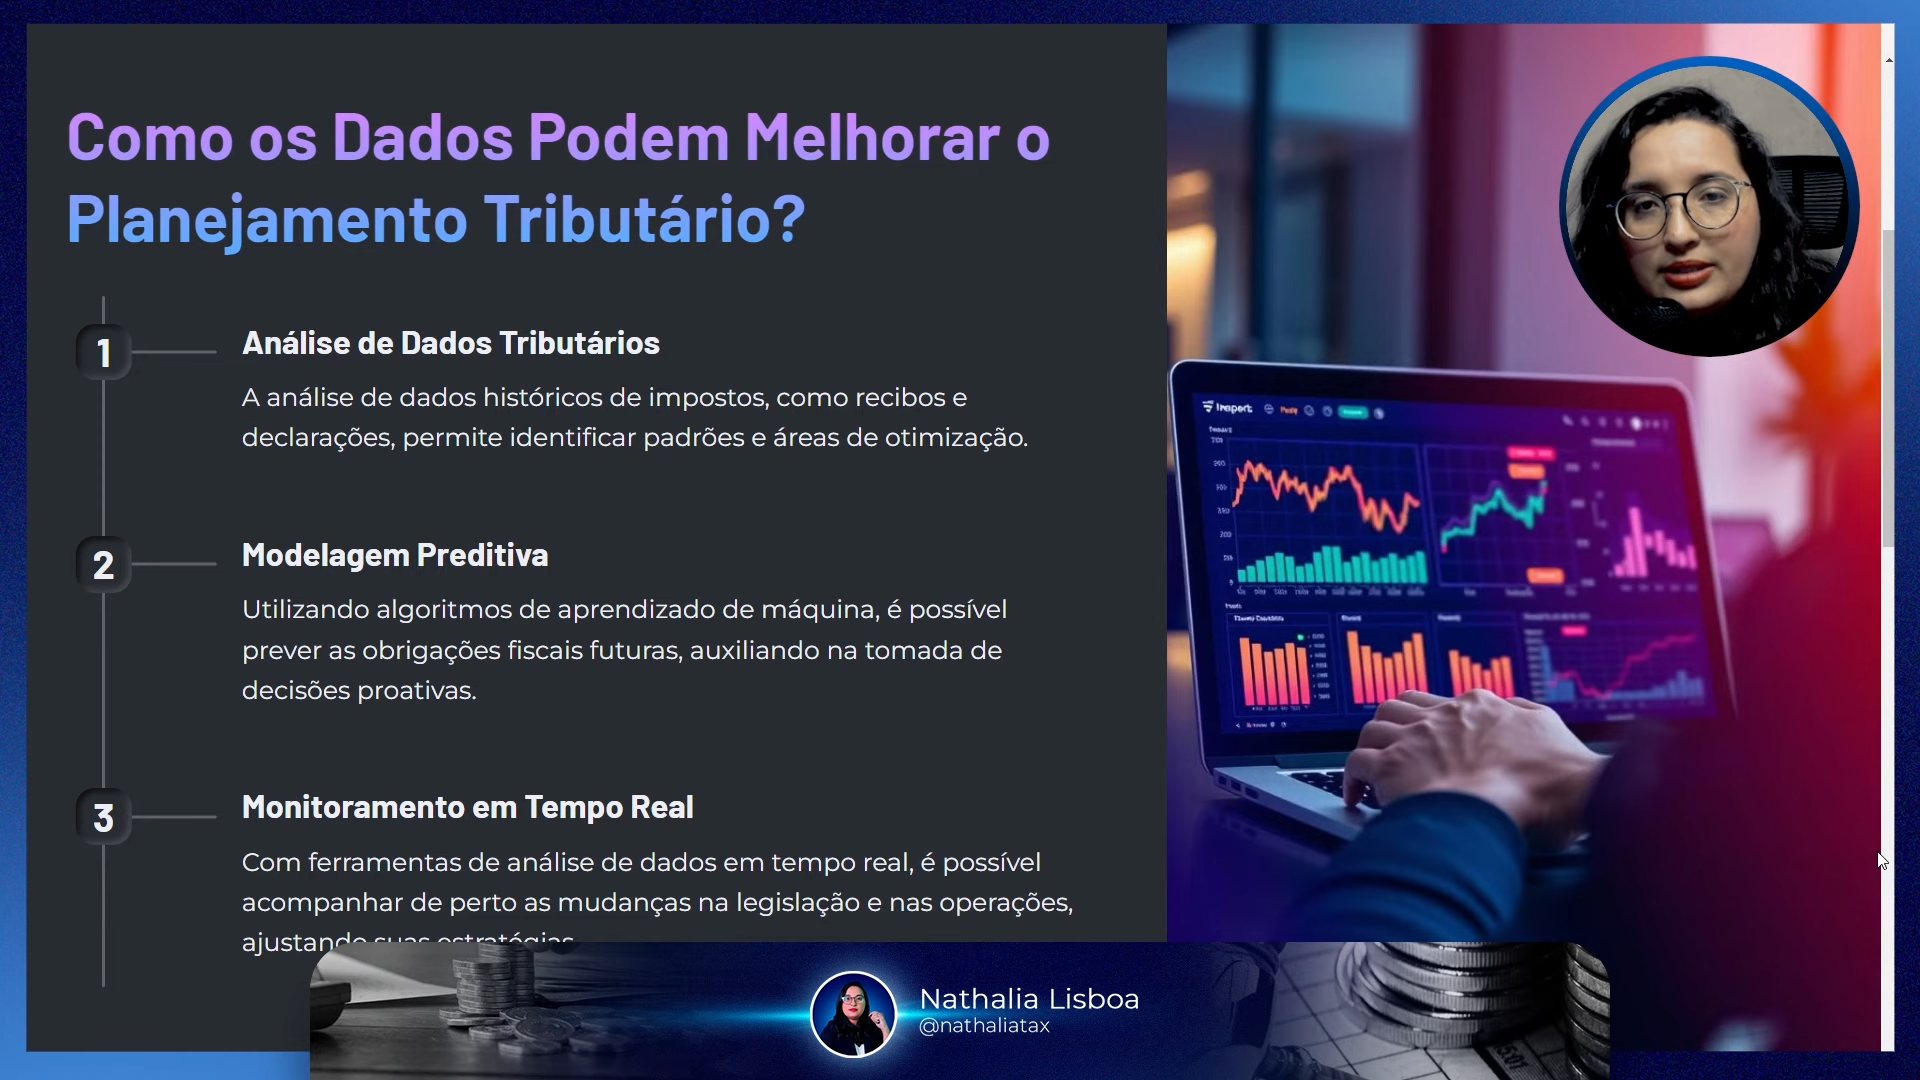 Como os Dados Podem Melhorar o
Planejamento Tributário?
1
Análise de Dados Tributários
A análise de dados históricos de impostos, como recibos e
declarações, permite identificar padrões e áreas de otimização.
2
Modelagem Preditiva
Utilizando algoritmos de aprendizado de máquina, é possível
prever as obrigações fiscais futuras, auxiliando na tomada de
decisões proativas.
3
Monitoramento em Tempo Real
Com ferramentas de análise de dados em tempo real, é possível
acompanhar de perto as mudanças na legislação e nas operações,
ajustando suas estratégias
Nathalia Lisboa
@nathaliatax